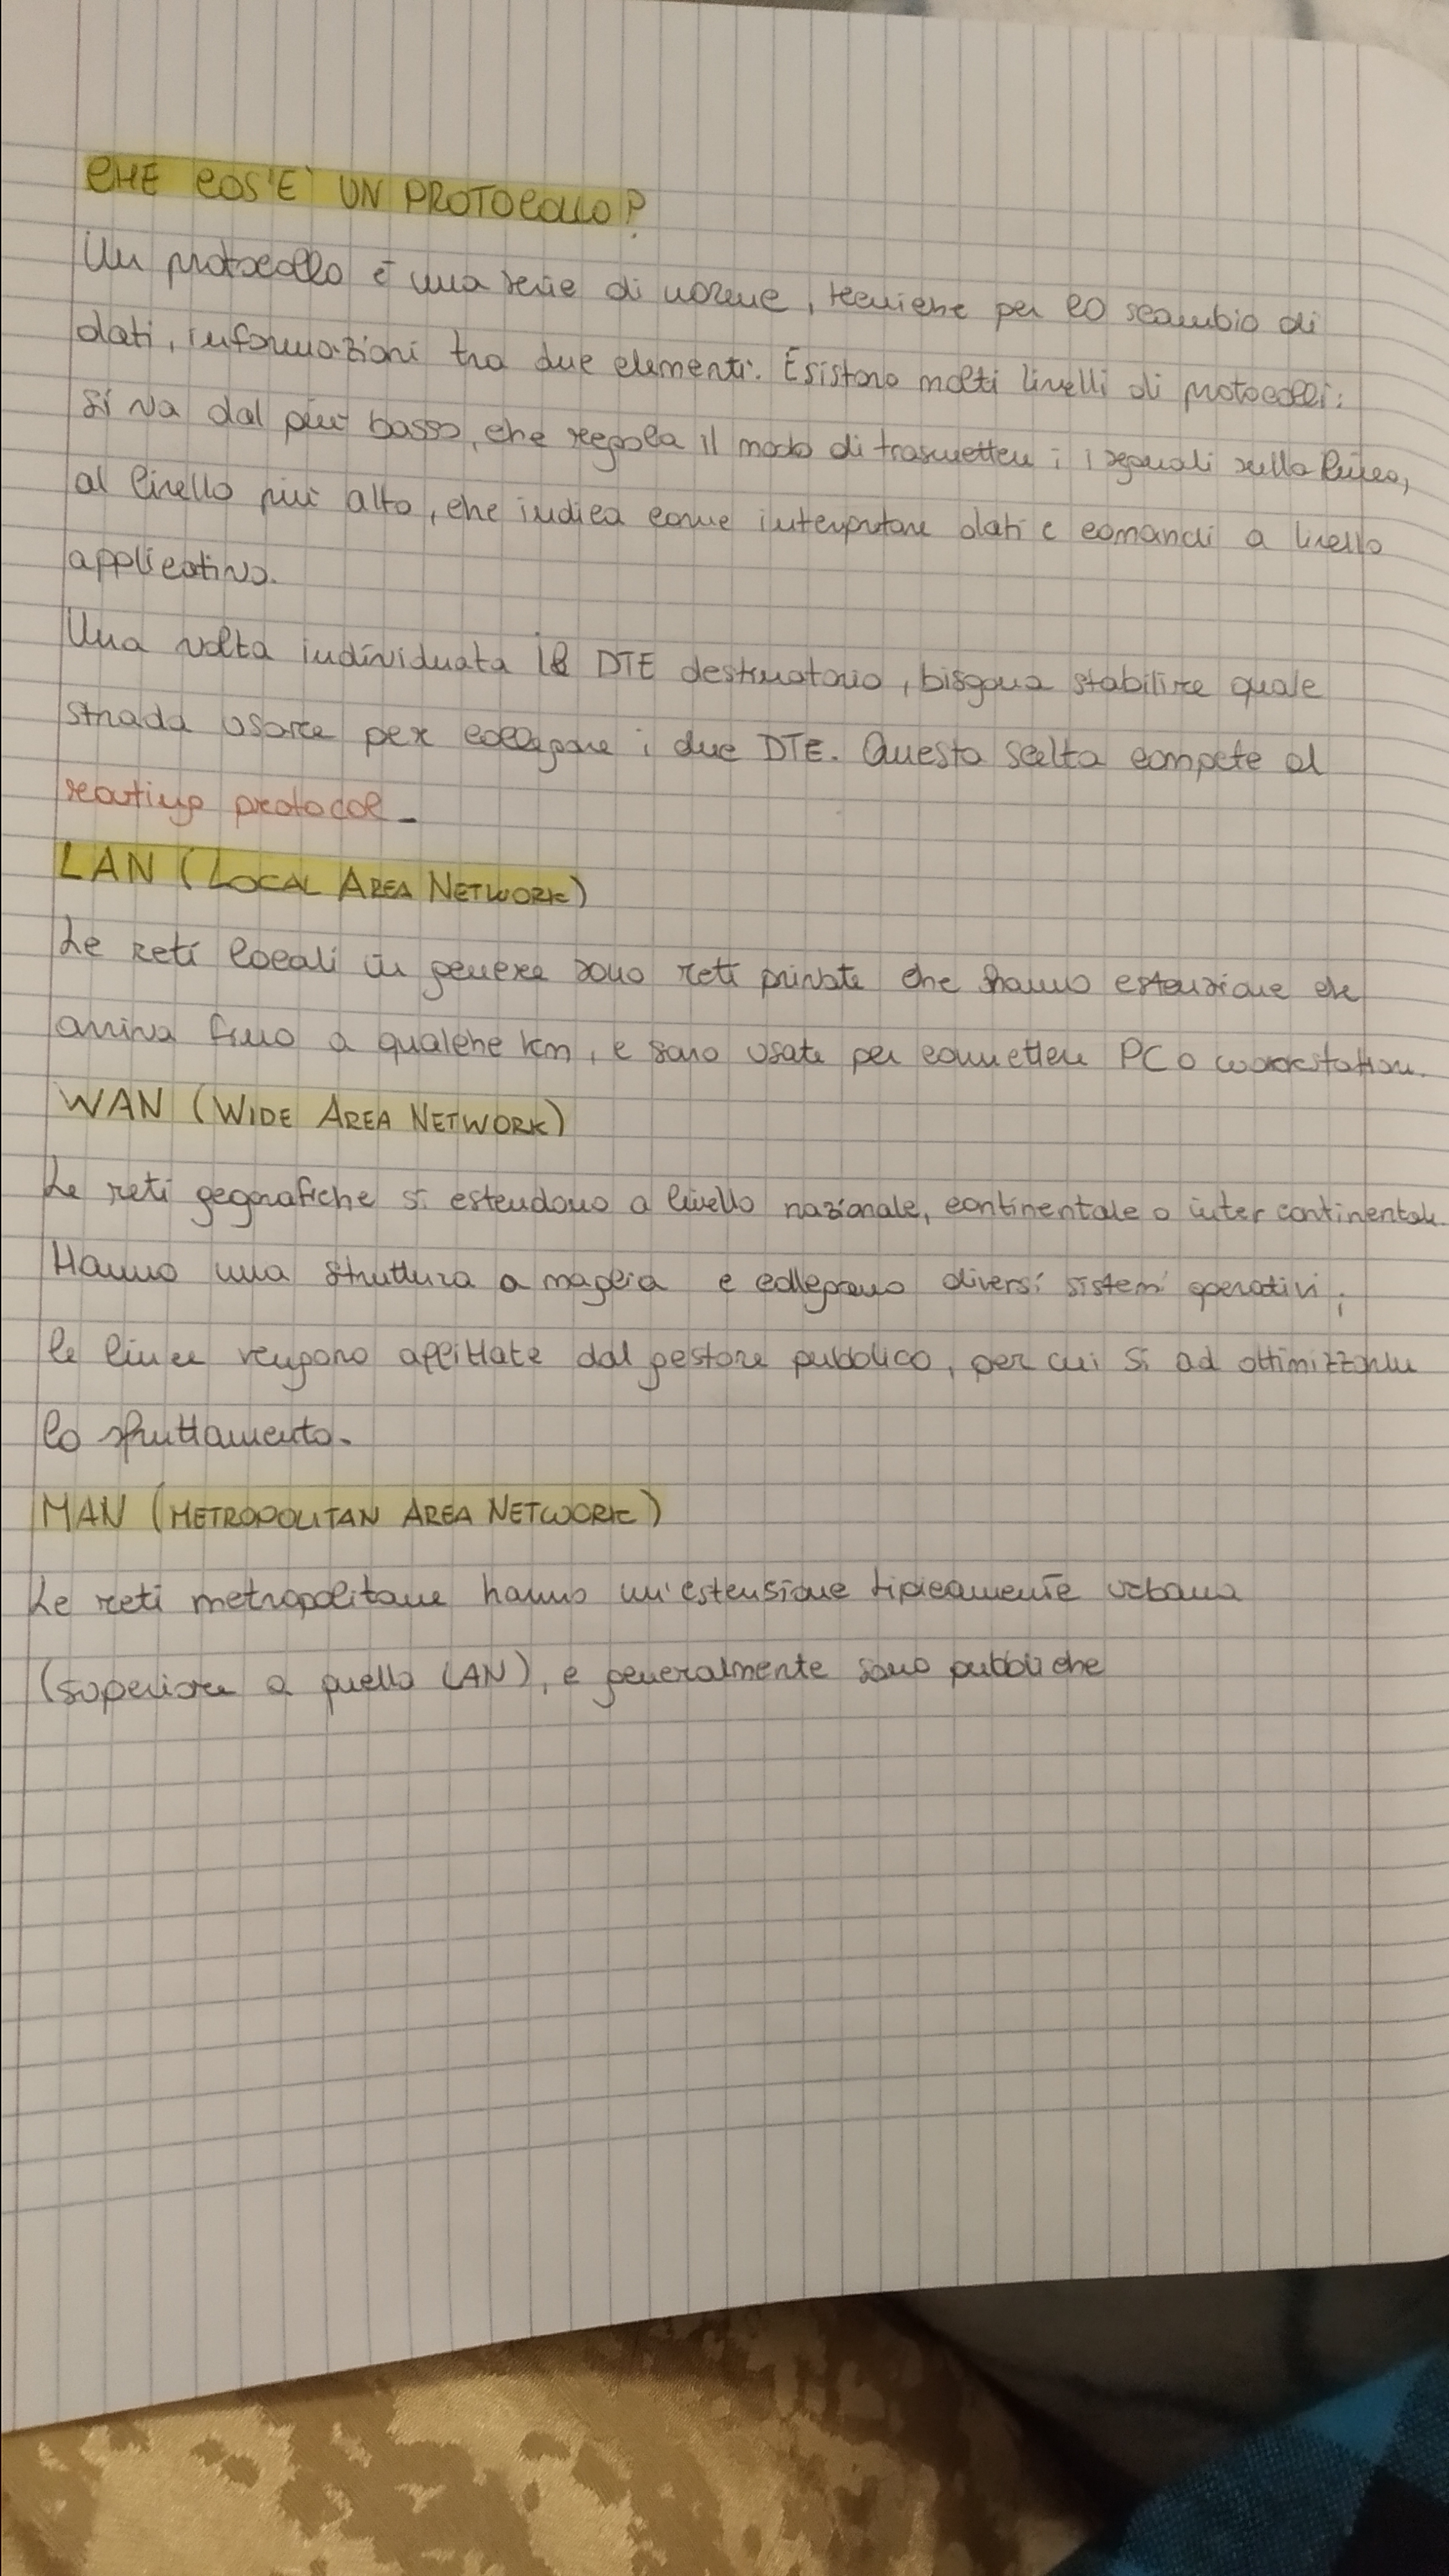 CHE COS'E' UN PROTOCOLLO?
Un protocollo è una serie di norme, tecniche per lo scambio di
dati, informazioni tra due elementi. Esistono molti livelli di protocolli:
si va dal più basso, che regola il modo di trasmettere i segnali sulla linea,
al livello più alto, che indica come interpretare dati e comandi a livello
applicativo.
Una volta individuata il DTE destinatario, bisogna stabilire quale
strada usare per collegare i due DTE. Questa scelta compete al
routing protocol.
LAN (LOCAL AREA NETWORK)
Le reti locali in genere sono reti private che hanno estensione che
arriva fino a qualche km, e sono usate per connettere PC o workstation.
WAN (WIDE AREA NETWORK)
Le reti gegorafiche si estendono a livello nazionale, continentale o inter continentale.
Hanno una struttura a maglia e collegano diversi sistemi operativi;
le linee vengono affittate dal gestore pubblico, per cui si ad ottimizzarlu
lo sfruttamento.
MAN (METROPOLITAN AREA NETWORK)
Le reti metropolitane hanno un'estensione tipicamente urbana
(superiore a quella LAN), e generalmente sono pubbliche